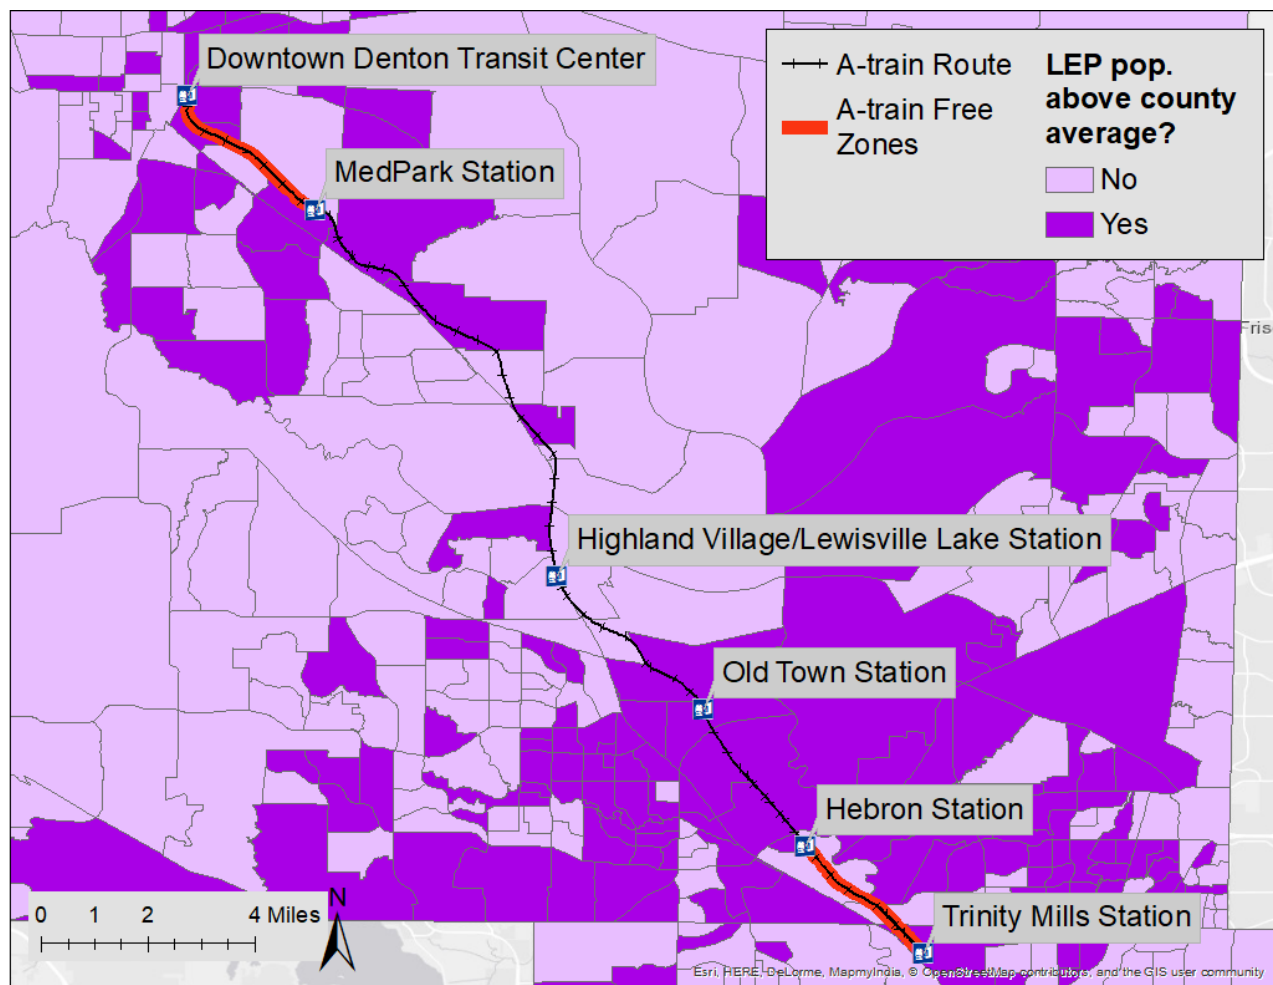 Downtown Denton Transit Center
MedPark Station
A-train Route
A-train Free
Zones
LEP pop.
above county
average?
No
Yes
Fris
Highland Village/Lewisville Lake Station
Old Town Station
Hebron Station
Trinity Mills Station
N
0 1 2 4 Miles
Esri, HERE, DeLorme, MapmyIndia, © OpenStreetMap contributors, and the GIS user community